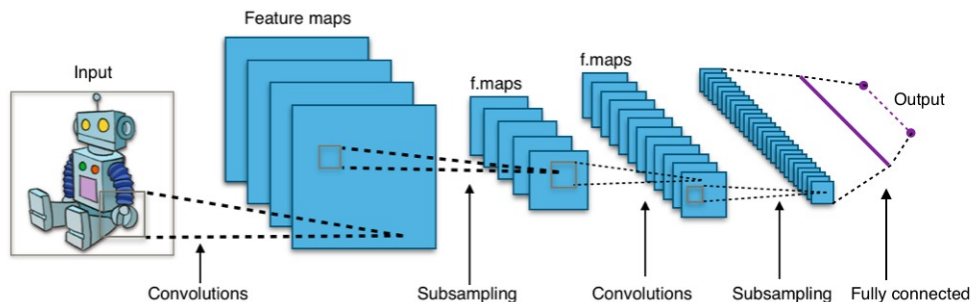 Feature maps
Input
f.maps
f.maps
Output
Convolutions
Subsampling
Convolutions
Subsampling
Fully connected